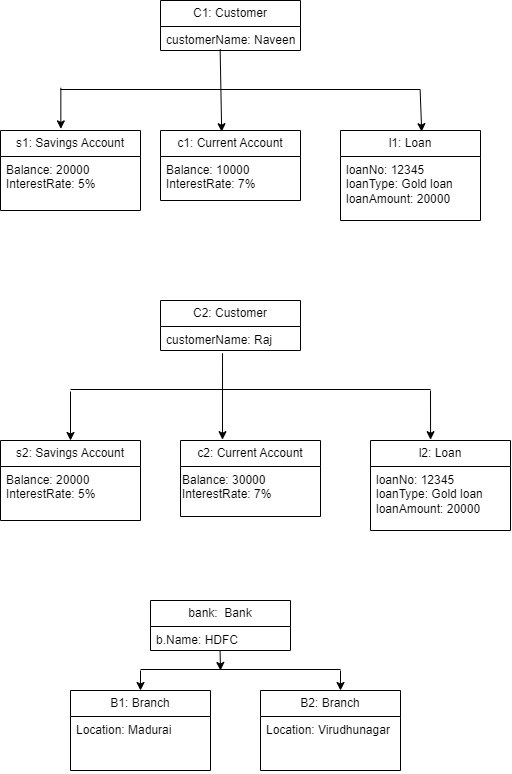 C1: Customer
customerName: Naveen
s1: Savings Account
Balance: 20000
InterestRate: 5%
c1: Current Account
Balance: 10000
InterestRate: 7%
l1: Loan
loanNo: 12345
loanType: Gold loan
loanAmount: 20000
C2: Customer
customerName: Raj
s2: Savings Account
Balance: 20000
InterestRate: 5%
c2: Current Account
Balance: 30000
InterestRate: 7%
l2: Loan
loanNo: 12345
loanType: Gold loan
loanAmount: 20000
bank: Bank
b.Name: HDFC
B1: Branch
Location: Madurai
B2: Branch
Location: Virudhunagar